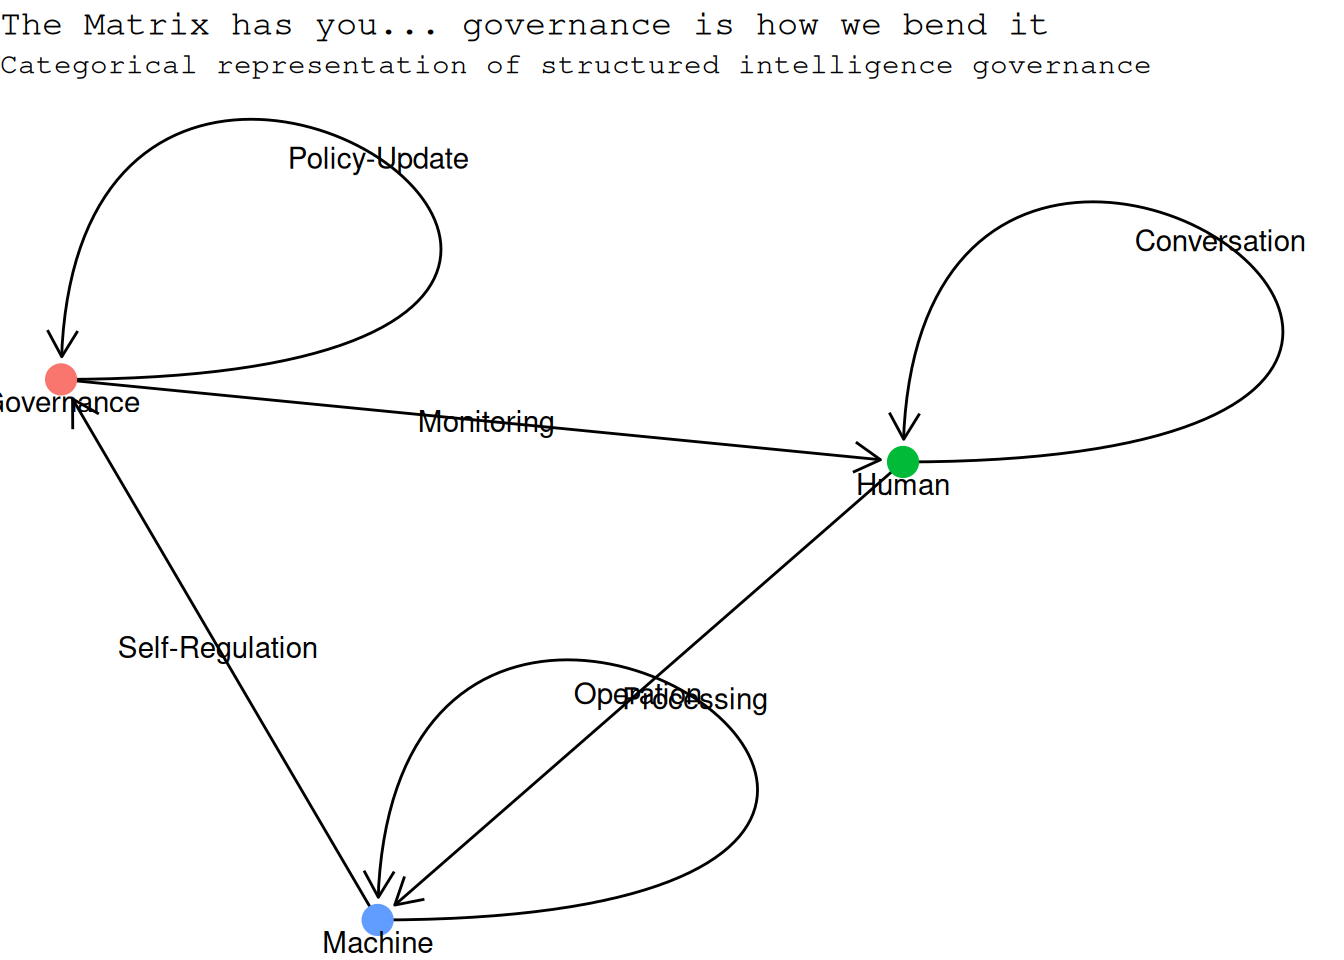 The Matrix has you... governance is how we bend it
Categorical representation of structured intelligence governance
Policy-Update
Conversation
Governance
Monitoring
Human
Self-Regulation
Operation
Processing
Machine